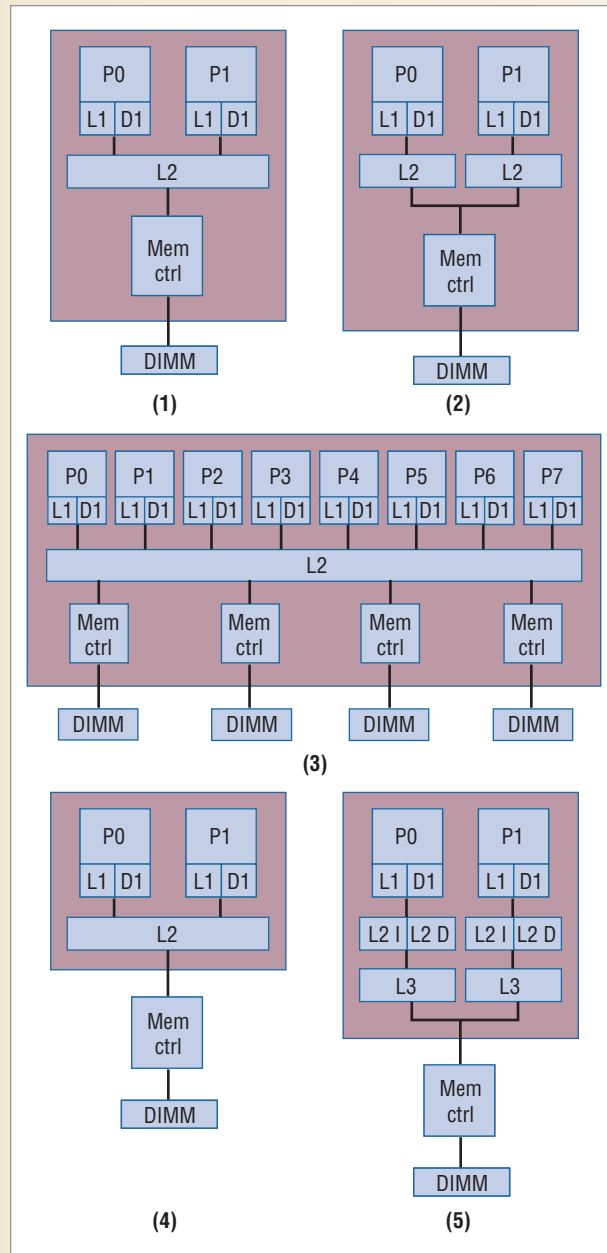 P0 P1
L1 D1 L1 D1
L2
Mem
ctrl
DIMM
(1)
P0 P1
L1 D1 L1 D1
L2 L2
Mem
ctrl
DIMM
(2)
P0 P1 P2 P3 P4 P5 P6 P7
L1 D1 L1 D1 L1 D1 L1 D1 L1 D1 L1 D1 L1 D1 L1 D1
L2
Mem Mem Mem Mem
ctrl ctrl ctrl ctrl
DIMM DIMM DIMM DIMM
(3)
P0 P1
L1 D1 L1 D1
L2
Mem
ctrl
DIMM
(4)
P0 P1
L1 D1 L1 D1
L2 I L2 D L2 I L2 D
L3 L3
Mem
ctrl
DIMM
(5)